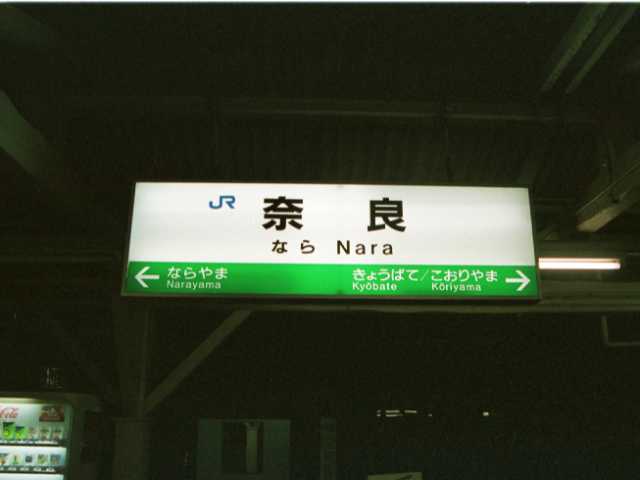 JR 奈良
なら Nara
← ならやま きょうばて/こおりやま →
Narayama Kyōbate Kōriyama